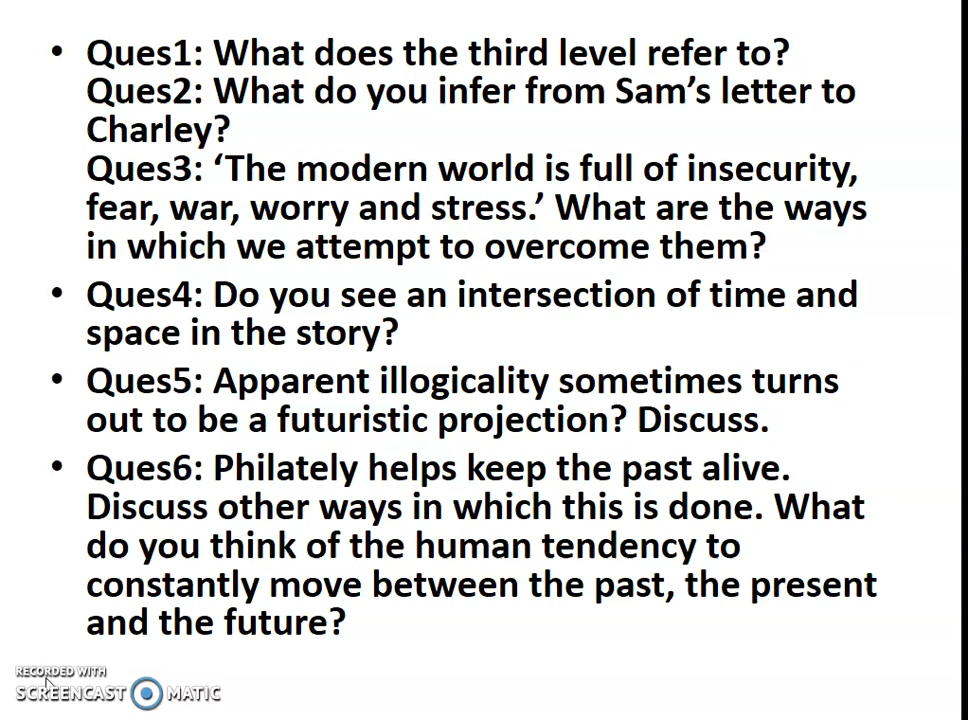 • Ques1: What does the third level refer to?
Ques2: What do you infer from Sam’s letter to
Charley?
Ques3: ‘The modern world is full of insecurity,
fear, war, worry and stress.’ What are the ways
in which we attempt to overcome them?
• Ques4: Do you see an intersection of time and
space in the story?
• Ques5: Apparent illogicality sometimes turns
out to be a futuristic projection? Discuss.
• Ques6: Philately helps keep the past alive.
Discuss other ways in which this is done. What
do you think of the human tendency to
constantly move between the past, the present
and the future?
RECORDED WITH
SCREENCAST MATIC